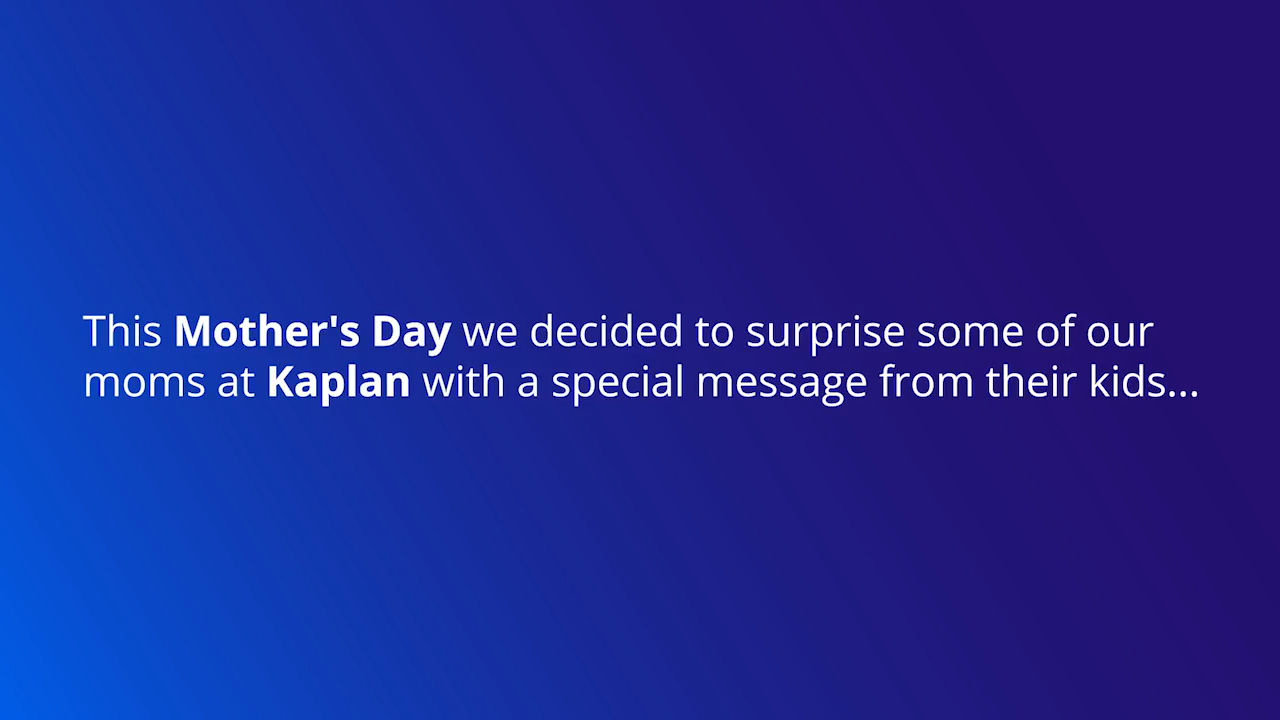 This Mother's Day we decided to surprise some of our
moms at Kaplan with a special message from their kids...